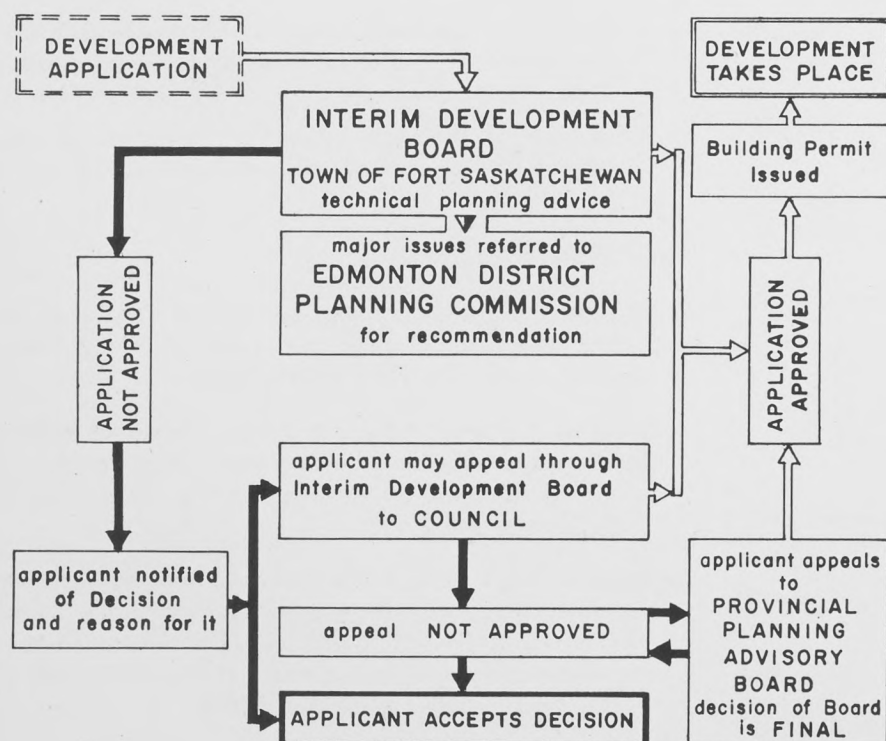 DEVELOPMENT
APPLICATION
INTERIM DEVELOPMENT
BOARD
TOWN OF FORT SASKATCHEWAN
technical planning advice
major issues referred to
EDMONTON DISTRICT
PLANNING COMMISSION
for recommendation
DEVELOPMENT
TAKES PLACE
Building Permit
Issued
APPLICATION
APPROVED
APPLICATION
NOT APPROVED
applicant notified
of Decision
and reason for it
applicant may appeal through
Interim Development Board
to COUNCIL
appeal NOT APPROVED
APPLICANT ACCEPTS DECISION
applicant appeals
to
PROVINCIAL
PLANNING
ADVISORY
BOARD
decision of Board
is FINAL